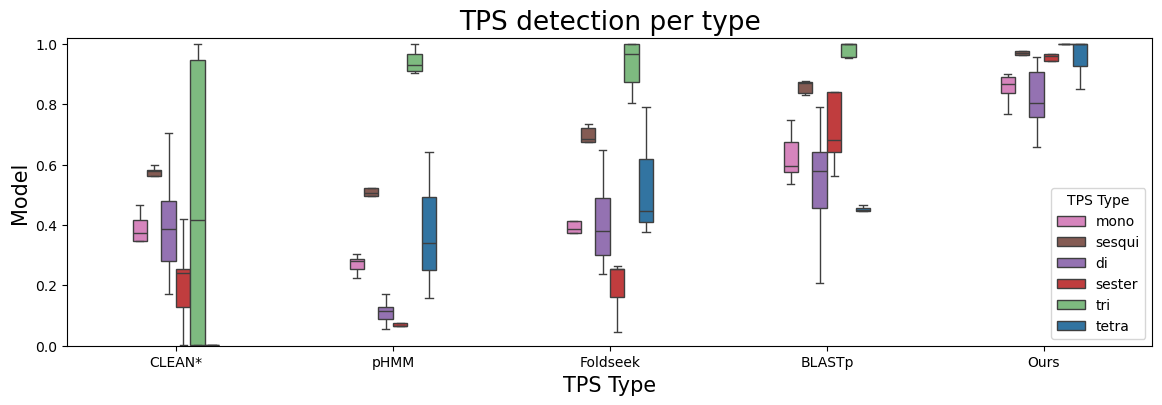 TPS detection per type
Model
1.0
0.8
0.6
0.4
0.2
0.0
TPS Type
mono
sesqui
di
sester
tri
tetra
CLEAN*
pHMM
Foldseek
BLASTp
Ours
TPS Type